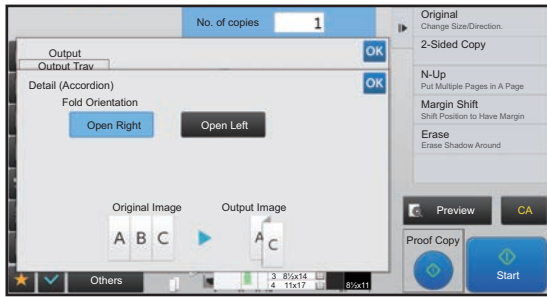 No. of copies
1
Original
Change Size/Direction.
2-Sided Copy
N-Up
Put Multiple Pages in A Page
Margin Shift
Shift Position to Have Margin
Erase
Erase Shadow Around
Output
OK
Output Tray
Detail (Accordion)
OK
Fold Orientation
Open Right
Open Left
Original Image
Output Image
A B C
A
C
Preview
CA
Proof Copy
Start
Others
3 8½x14
4 11x17
8½x11